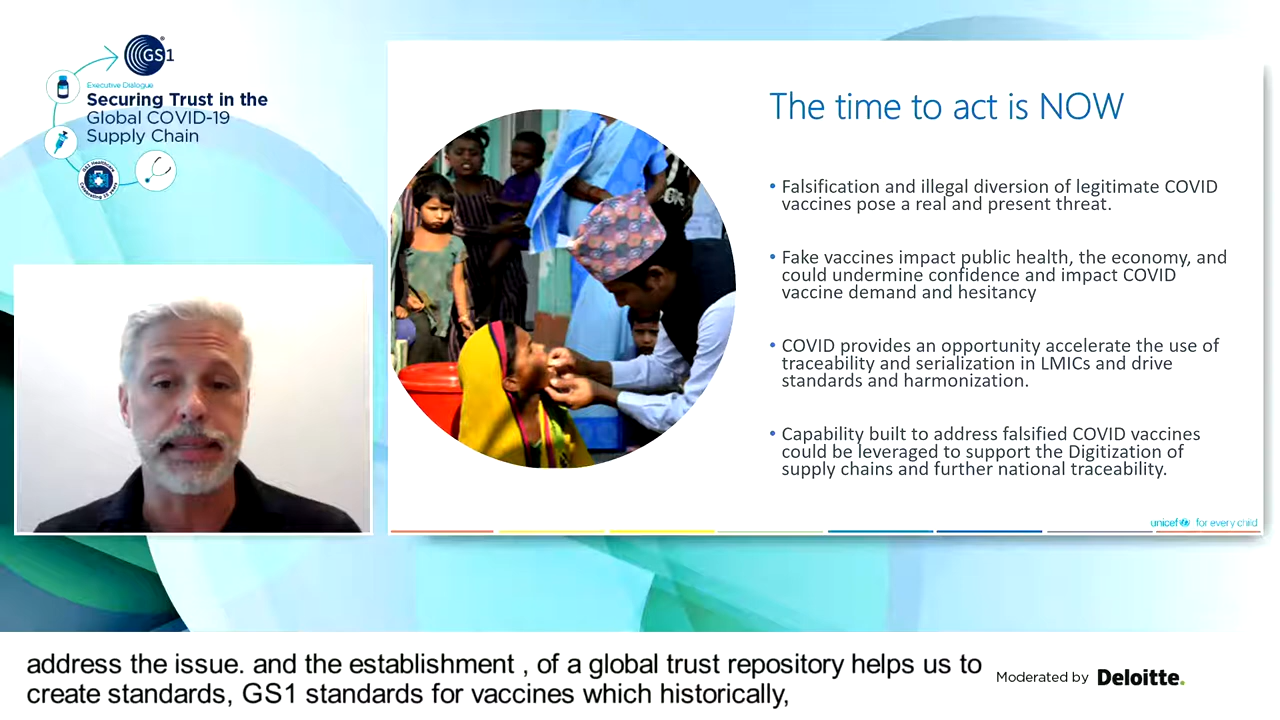 GS1
Executive Dialogue
Securing Trust in the
Global COVID-19
Supply Chain
GS1 Healthcare
Celebrating 15 years
The time to act is NOW
• Falsification and illegal diversion of legitimate COVID
vaccines pose a real and present threat.
• Fake vaccines impact public health, the economy, and
could undermine confidence and impact COVID
vaccine demand and hesitancy
• COVID provides an opportunity accelerate the use of
traceability and serialization in LMICs and drive
standards and harmonization.
• Capability built to address falsified COVID vaccines
could be leveraged to support the Digitization of
supply chains and further national traceability.
unicef for every child
address the issue. and the establishment , of a global trust repository helps us to
create standards, GS1 standards for vaccines which historically,
Moderated by Deloitte.